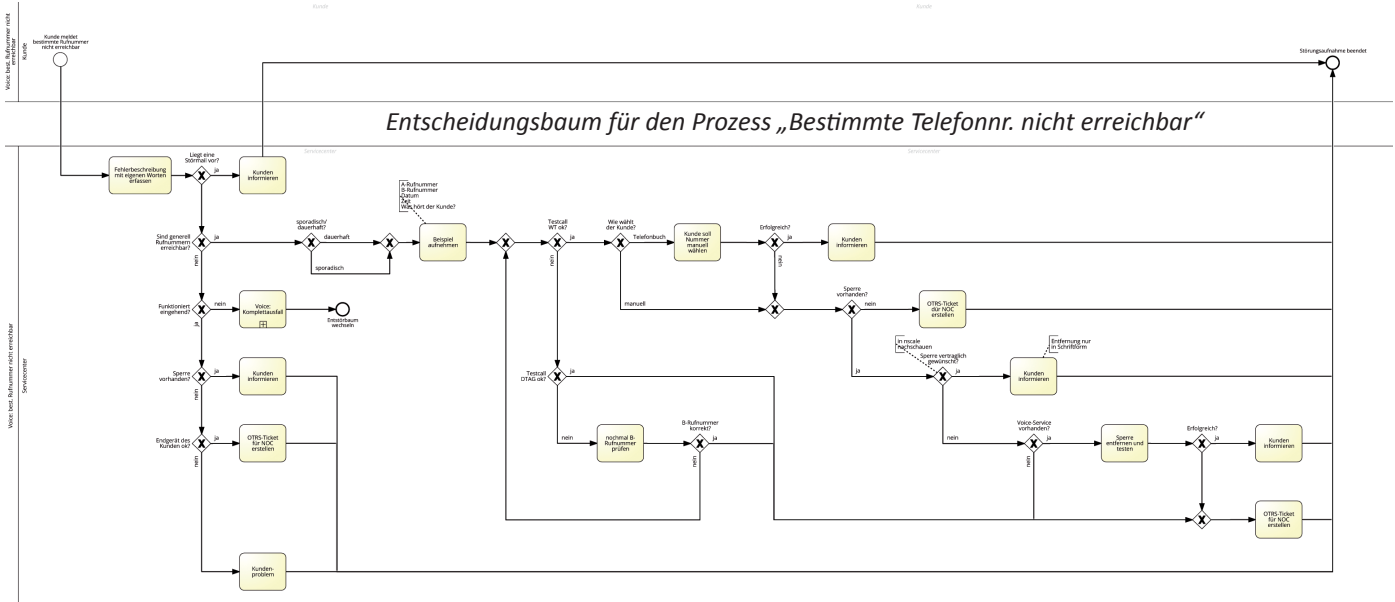 Kunde
Kunde
Voice: best. Rufnummer nicht
erreichbar
Kunde
Kunde meldet
bestimmte Rufnummer
nicht erreichbar
Störungsaufnahme beendet
Entscheidungsbaum für den Prozess „Bestimmte Telefonnr. nicht erreichbar“
Servicecenter
Servicecenter
Voice: best. Rufnummer nicht erreichbar
Servicecenter
Fehlerbeschreibung
mit eigenen Worten
erfassen
Liegt eine
Störmail vor?
ja
Kunden
informieren
Sind generell
Rufnummern
erreichbar?
ja
nein
sporadisch/
dauerhaft?
dauerhaft
sporadisch
A-Rufnummer
B-Rufnummer
Datum
Zeit
Was hört der Kunde?
Beispiel
aufnehmen
Testcall
WT ok?
ja
nein
Wie wählt
der Kunde?
Telefonbuch
manuell
Kunde soll
Nummer
manuell
wählen
Erfolgreich?
ja
nein
Kunden
informieren
Funktioniert
eingehend?
nein
ja
Voice:
Komplettausfall
Entstörbaum
wechseln
Sperre
vorhanden?
nein
ja
OTRS-Ticket
dür NOC
erstellen
in nscale
nachschauen
Sperre vertraglich
gewünscht?
ja
nein
Entfernung nur
in Schriftform
Kunden
informieren
Sperre
vorhanden?
ja
nein
Kunden
informieren
Testcall
DTAG ok?
ja
nein
Endgerät des
Kunden ok?
ja
nein
OTRS-Ticket
für NOC
erstellen
nochmal B-
Rufnummer
prüfen
B-Rufnummer
korrekt?
ja
nein
Voice-Service
vorhanden?
ja
nein
Sperre
entfernen und
testen
Erfolgreich?
ja
Kunden
informieren
OTRS-Ticket
für NOC
erstellen
Kunden-
problem